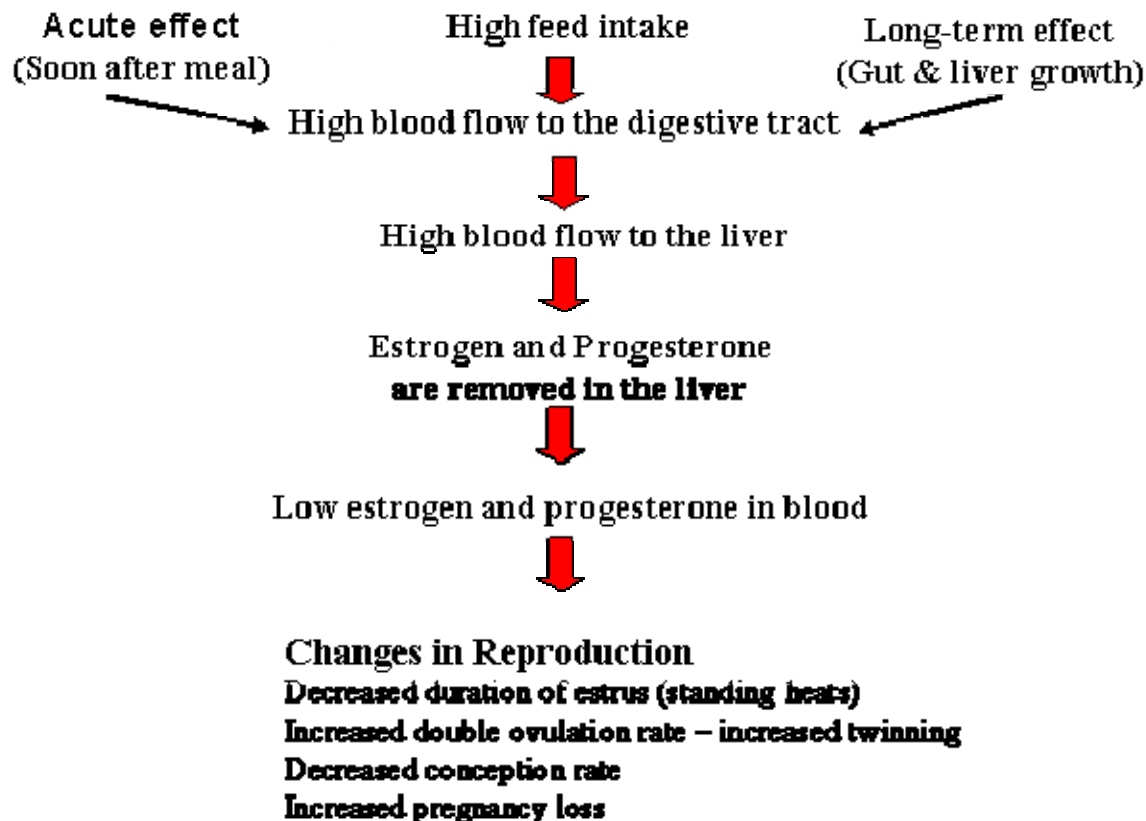 Acute effect
(Soon after meal)
High feed intake
Long-term effect
(Gut & liver growth)
High blood flow to the digestive tract
High blood flow to the liver
Estrogen and Progesterone
are removed in the liver
Low estrogen and progesterone in blood
Changes in Reproduction
Decreased duration of estrus (standing heats)
Increased double ovulation rate – increased twinning
Decreased conception rate
Increased pregnancy loss